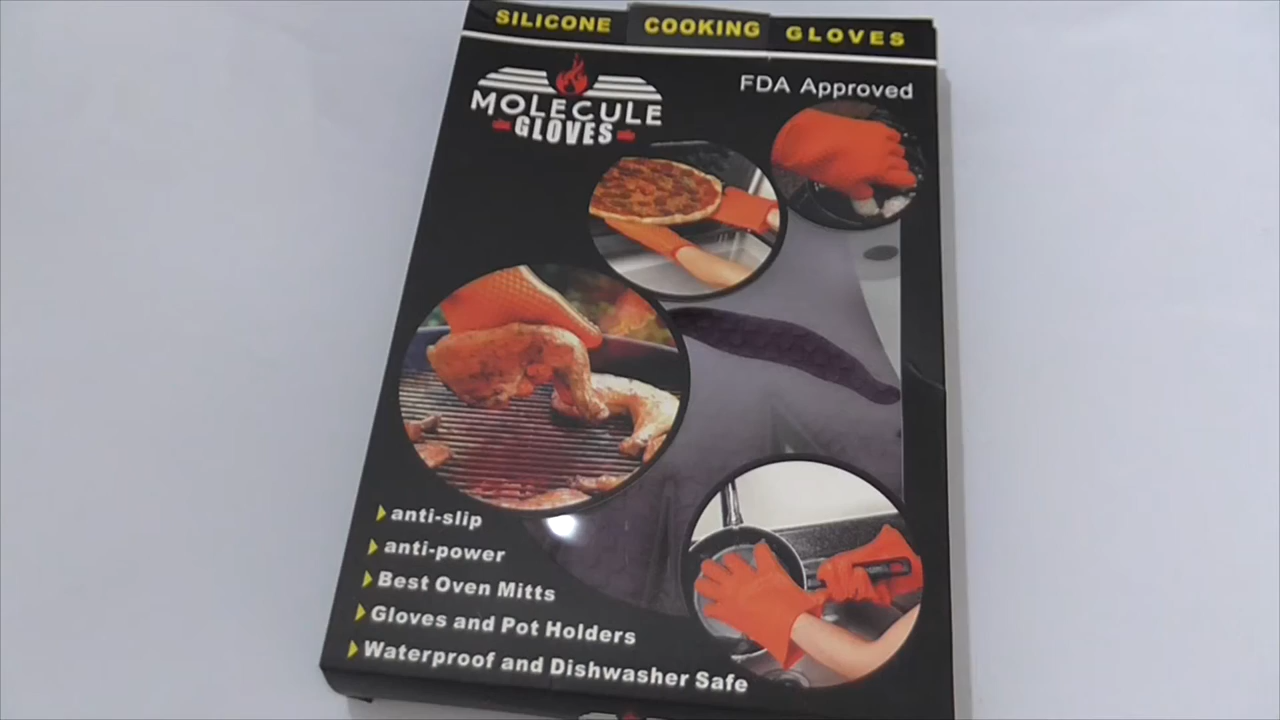 SILICONE COOKING GLOVES
FDA Approved
MOLECULE
GLOVES
anti-slip
anti-power
Best Oven Mitts
Gloves and Pot Holders
Waterproof and Dishwasher Safe